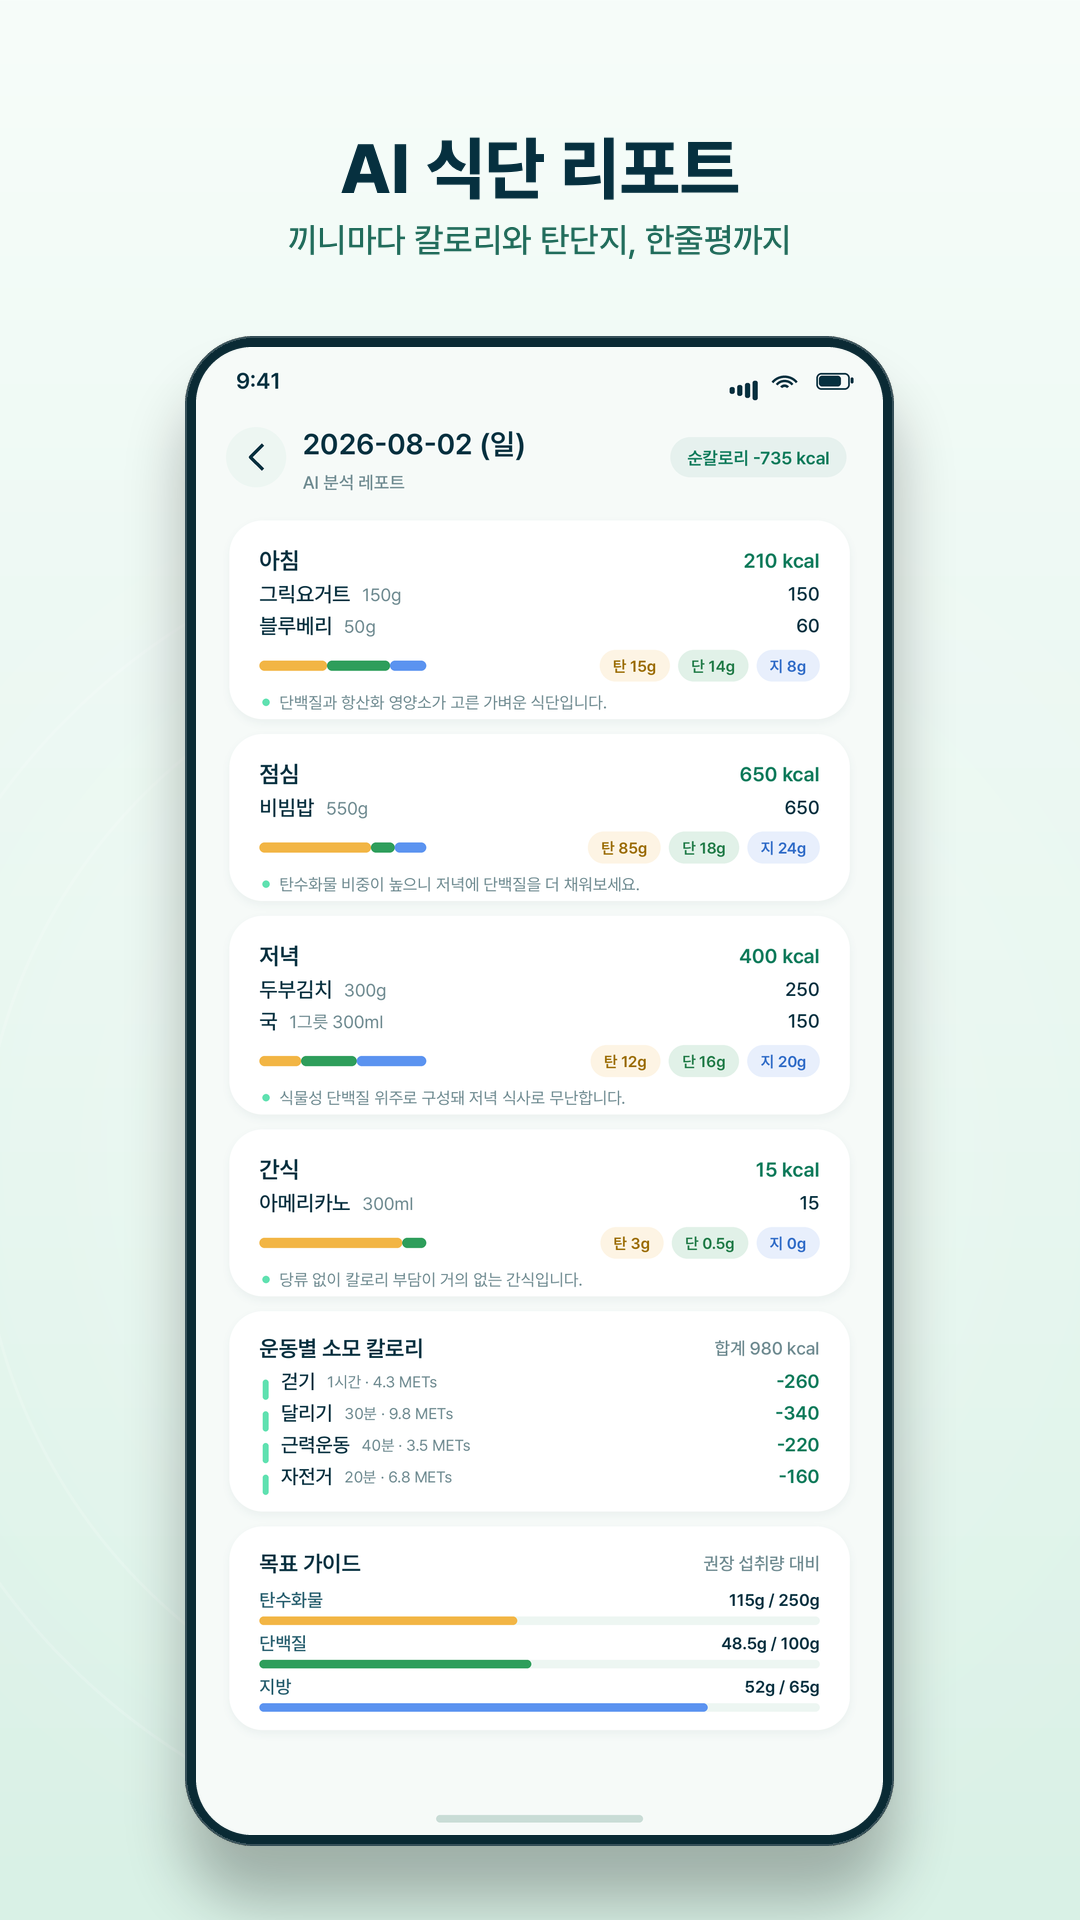 AI 식단 리포트
끼니마다 칼로리와 탄단지, 한줄평까지
9:41
2026-08-02 (일)
순칼로리 -735 kcal
AI 분석 레포트
아침 210 kcal
그릭요거트 150g 150
블루베리 50g 60
탄 15g 단 14g 지 8g
단백질과 항산화 영양소가 고른 가벼운 식단입니다.
점심 650 kcal
비빔밥 550g 650
탄 85g 단 18g 지 24g
탄수화물 비중이 높으니 저녁에 단백질을 더 채워보세요.
저녁 400 kcal
두부김치 300g 250
국 1그릇 300ml 150
탄 12g 단 16g 지 20g
식물성 단백질 위주로 구성돼 저녁 식사로 무난합니다.
간식 15 kcal
아메리카노 300ml 15
탄 3g 단 0.5g 지 0g
당류 없이 칼로리 부담이 거의 없는 간식입니다.
운동별 소모 칼로리 합계 980 kcal
걷기 1시간 · 4.3 METs -260
달리기 30분 · 9.8 METs -340
근력운동 40분 · 3.5 METs -220
자전거 20분 · 6.8 METs -160
목표 가이드 권장 섭취량 대비
탄수화물 115g / 250g
단백질 48.5g / 100g
지방 52g / 65g